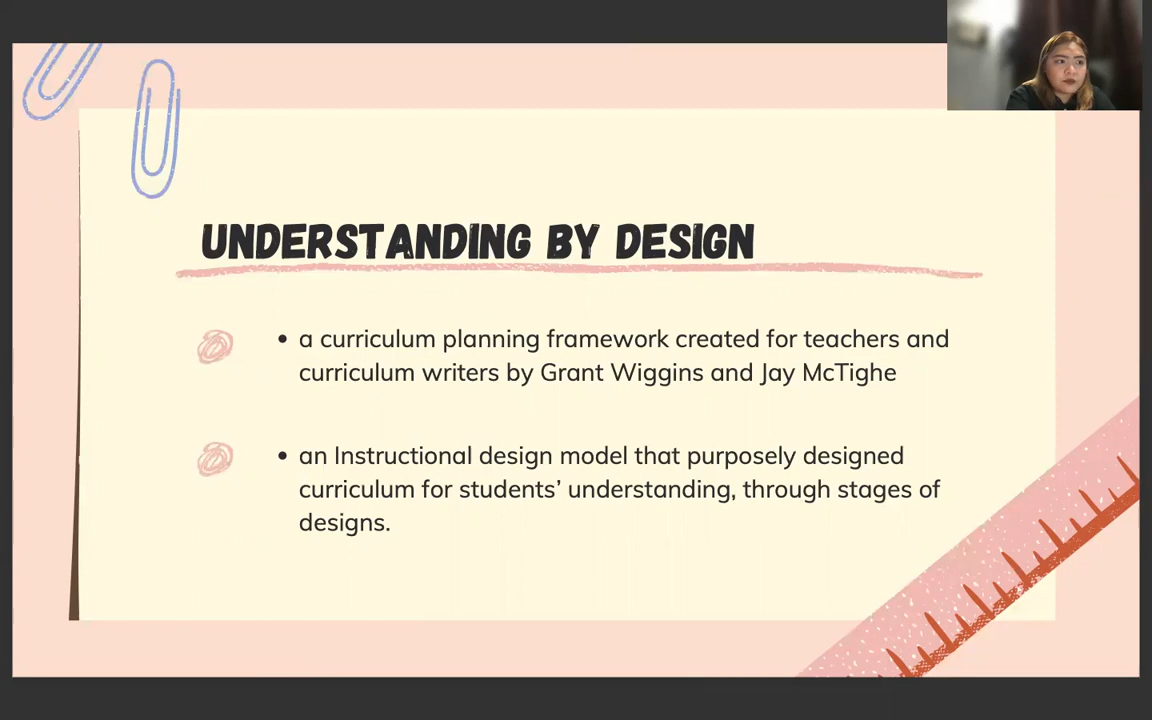 UNDERSTANDING BY DESIGN
• a curriculum planning framework created for teachers and
curriculum writers by Grant Wiggins and Jay McTighe
• an Instructional design model that purposely designed
curriculum for students’ understanding, through stages of
designs.